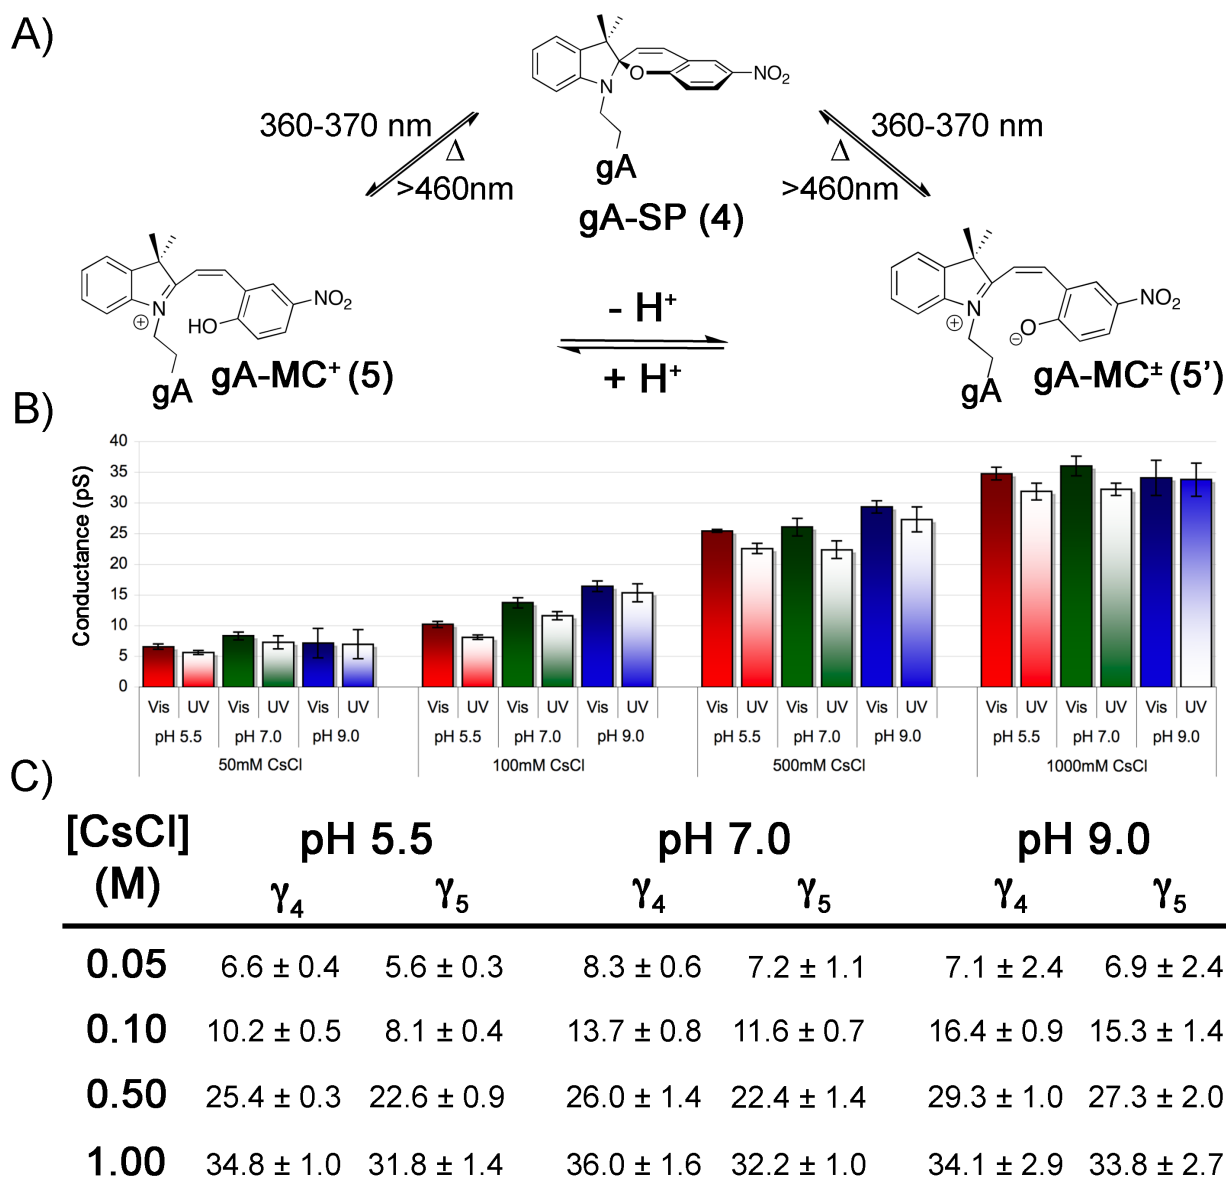 A)
N
O
NO2
gA
gA-SP (4)
360-370 nm
Δ
>460nm
360-370 nm
Δ
>460nm
N
⊕
HO
NO2
gA
gA-MC+ (5)
- H+
+ H+
N
⊕
O
⊖
NO2
gA
gA-MC± (5')
B)
Conductance (pS)
40
35
30
25
20
15
10
5
0
Vis UV Vis UV Vis UV Vis UV Vis UV Vis UV Vis UV Vis UV Vis UV Vis UV Vis UV Vis UV
pH 5.5 pH 7.0 pH 9.0 pH 5.5 pH 7.0 pH 9.0 pH 5.5 pH 7.0 pH 9.0 pH 5.5 pH 7.0 pH 9.0
50mM CsCl 100mM CsCl 500mM CsCl 1000mM CsCl
C)
[CsCl] pH 5.5 pH 7.0 pH 9.0
(M) γ4 γ5 γ4 γ5 γ4 γ5
0.05 6.6 ± 0.4 5.6 ± 0.3 8.3 ± 0.6 7.2 ± 1.1 7.1 ± 2.4 6.9 ± 2.4
0.10 10.2 ± 0.5 8.1 ± 0.4 13.7 ± 0.8 11.6 ± 0.7 16.4 ± 0.9 15.3 ± 1.4
0.50 25.4 ± 0.3 22.6 ± 0.9 26.0 ± 1.4 22.4 ± 1.4 29.3 ± 1.0 27.3 ± 2.0
1.00 34.8 ± 1.0 31.8 ± 1.4 36.0 ± 1.6 32.2 ± 1.0 34.1 ± 2.9 33.8 ± 2.7